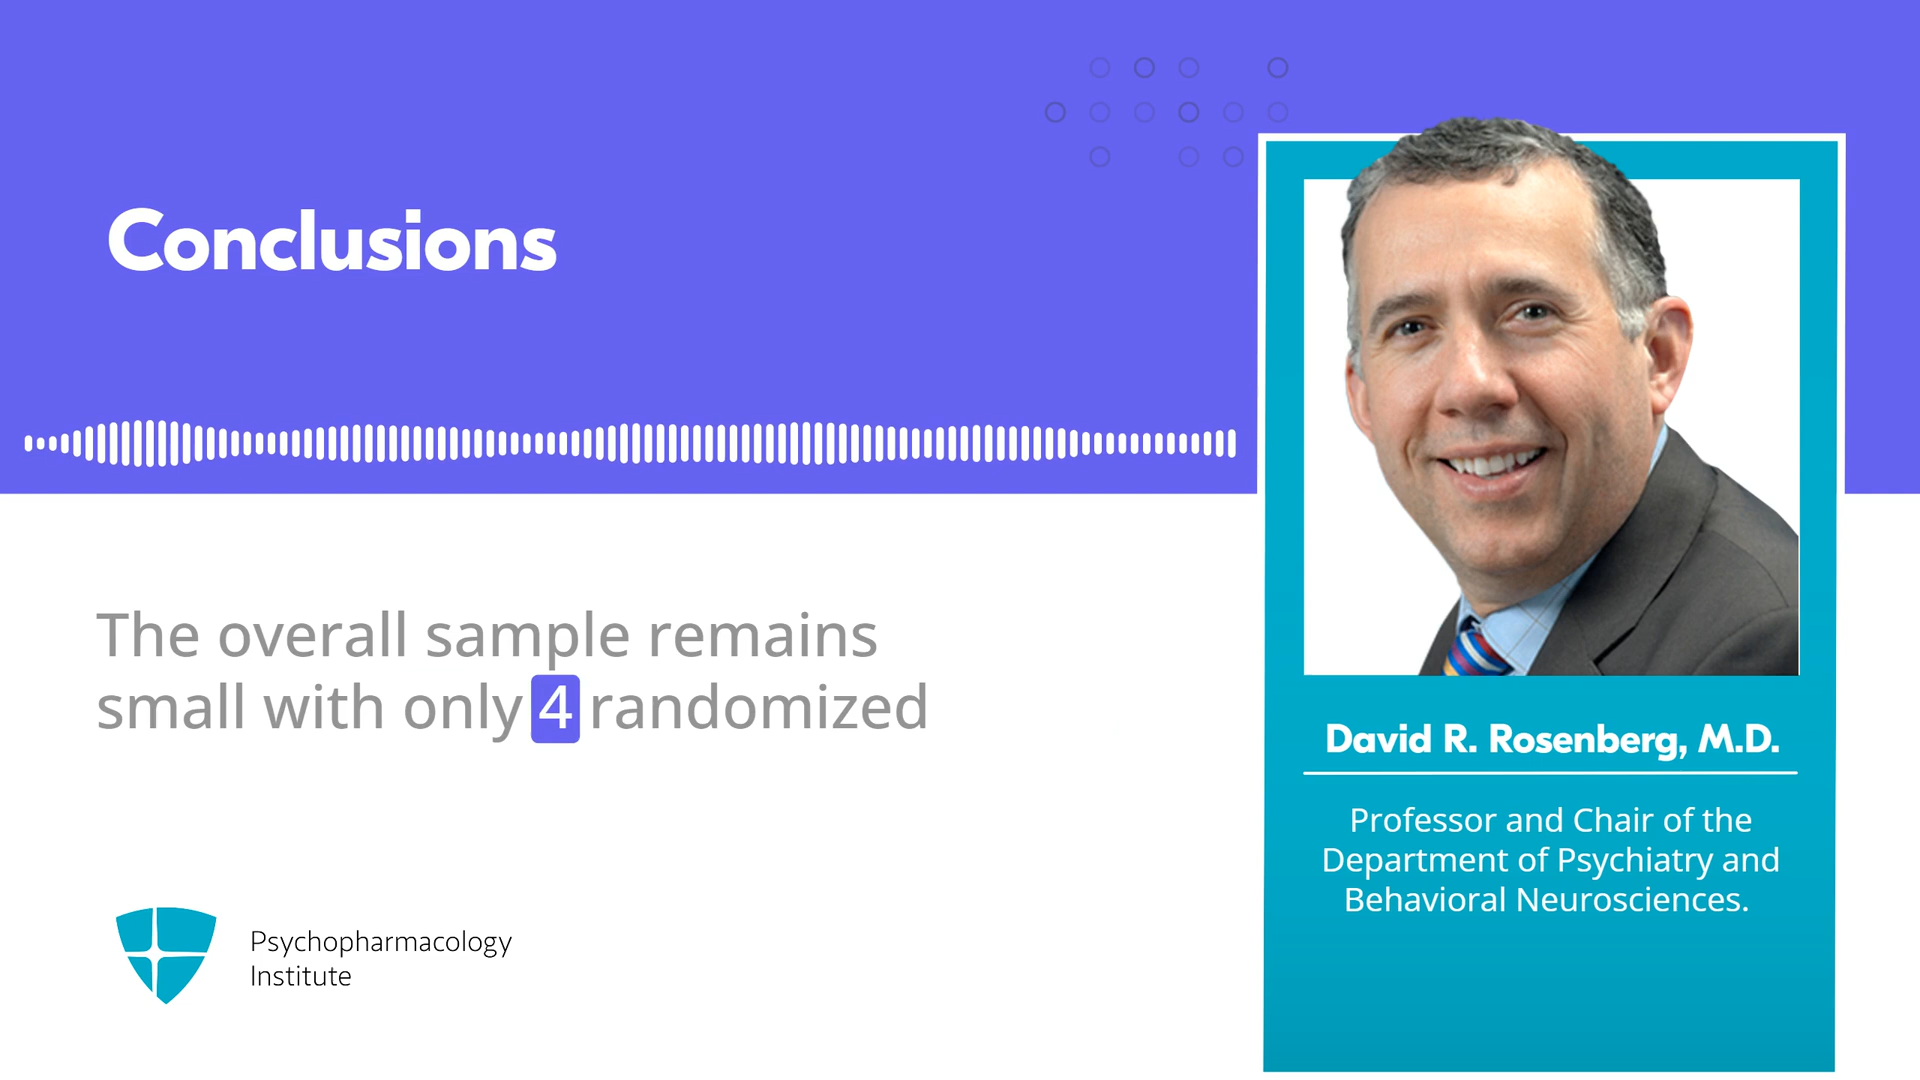 Conclusions
The overall sample remains
small with only 4 randomized
Psychopharmacology
Institute
David R. Rosenberg, M.D.
Professor and Chair of the
Department of Psychiatry and
Behavioral Neurosciences.